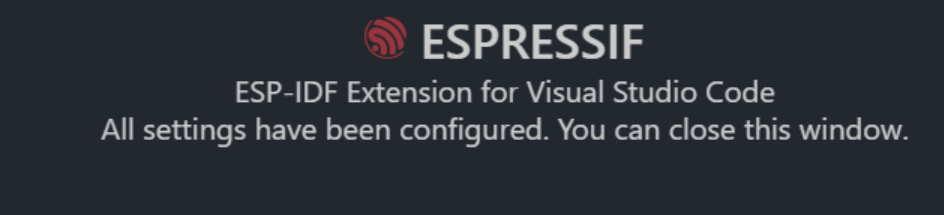 ESPRESSIF
ESP-IDF Extension for Visual Studio Code
All settings have been configured. You can close this window.